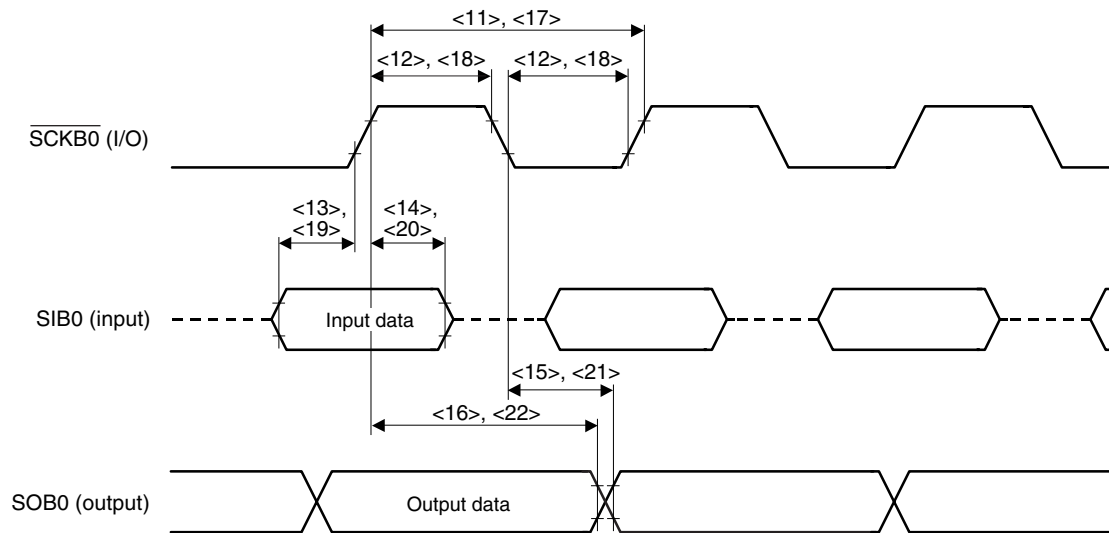 <11>, <17>
<12>, <18> <12>, <18>
SCKB0 (I/O)
<13>, <14>,
<19> <20>
SIB0 (input) Input data
<15>, <21>
<16>, <22>
SOB0 (output) Output data